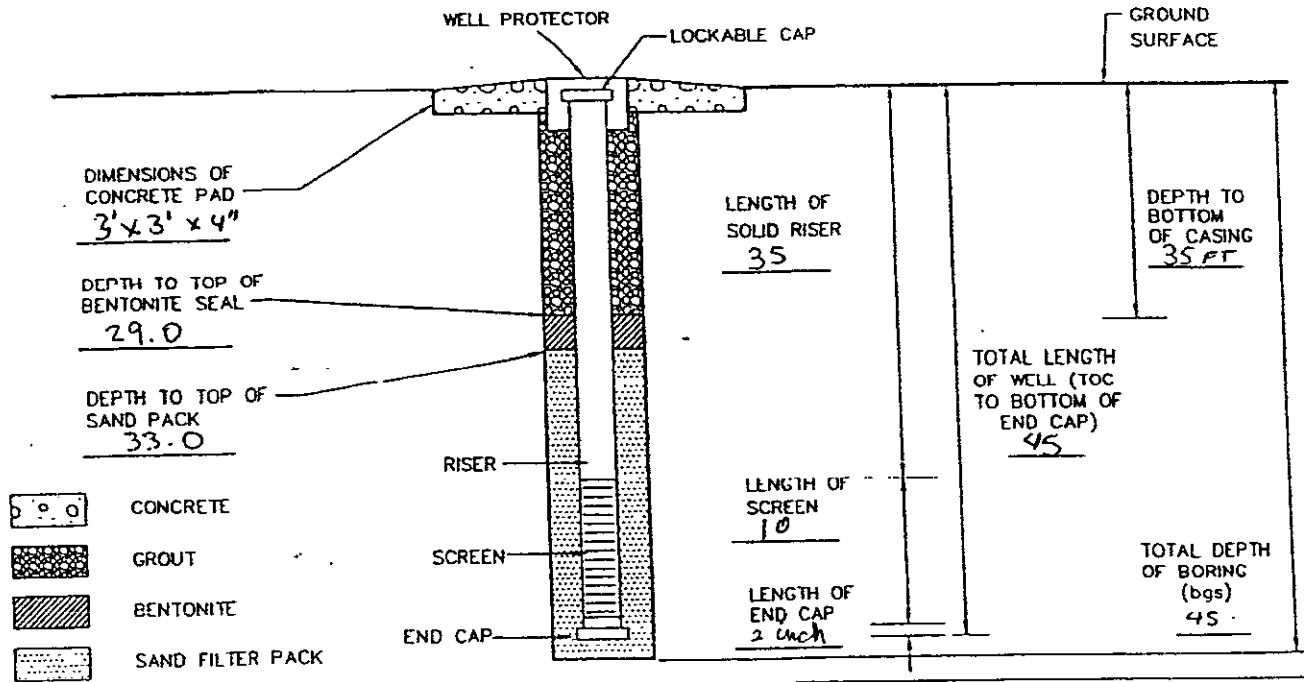 WELL PROTECTOR
LOCKABLE CAP
GROUND
SURFACE
DIMENSIONS OF
CONCRETE PAD
3' x 3' x 4"
DEPTH TO TOP OF
BENTONITE SEAL
29.0
DEPTH TO TOP OF
SAND PACK
33.0
CONCRETE
GROUT
BENTONITE
SAND FILTER PACK
RISER
SCREEN
END CAP
LENGTH OF
SOLID RISER
35
LENGTH OF
SCREEN
10
LENGTH OF
END CAP
2 inch
TOTAL LENGTH
OF WELL (TOC
TO BOTTOM OF
END CAP)
45
DEPTH TO
BOTTOM
OF CASING
35 FT
TOTAL DEPTH
OF BORING
(bgs)
45